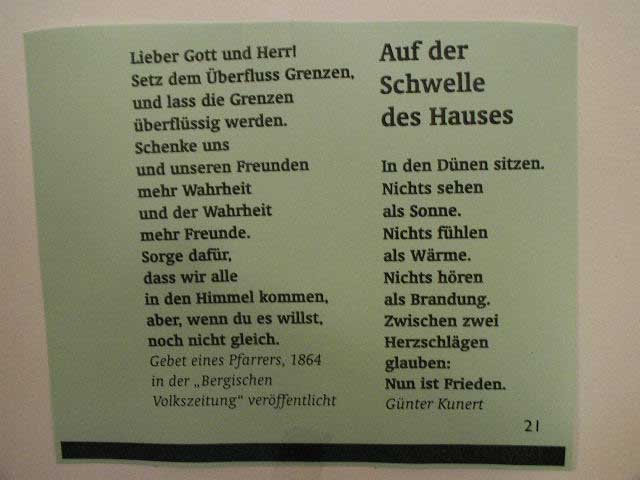 Lieber Gott und Herr!
Setz dem Überfluss Grenzen,
und lass die Grenzen
überflüssig werden.
Schenke uns
und unseren Freunden
mehr Wahrheit
und der Wahrheit
mehr Freunde.
Sorge dafür,
dass wir alle
in den Himmel kommen,
aber, wenn du es willst,
noch nicht gleich.
Gebet eines Pfarrers, 1864
in der „Bergischen
Volkszeitung“ veröffentlicht
Auf der
Schwelle
des Hauses
In den Dünen sitzen.
Nichts sehen
als Sonne.
Nichts fühlen
als Wärme.
Nichts hören
als Brandung.
Zwischen zwei
Herzschlägen
glauben:
Nun ist Frieden.
Günter Kunert
21